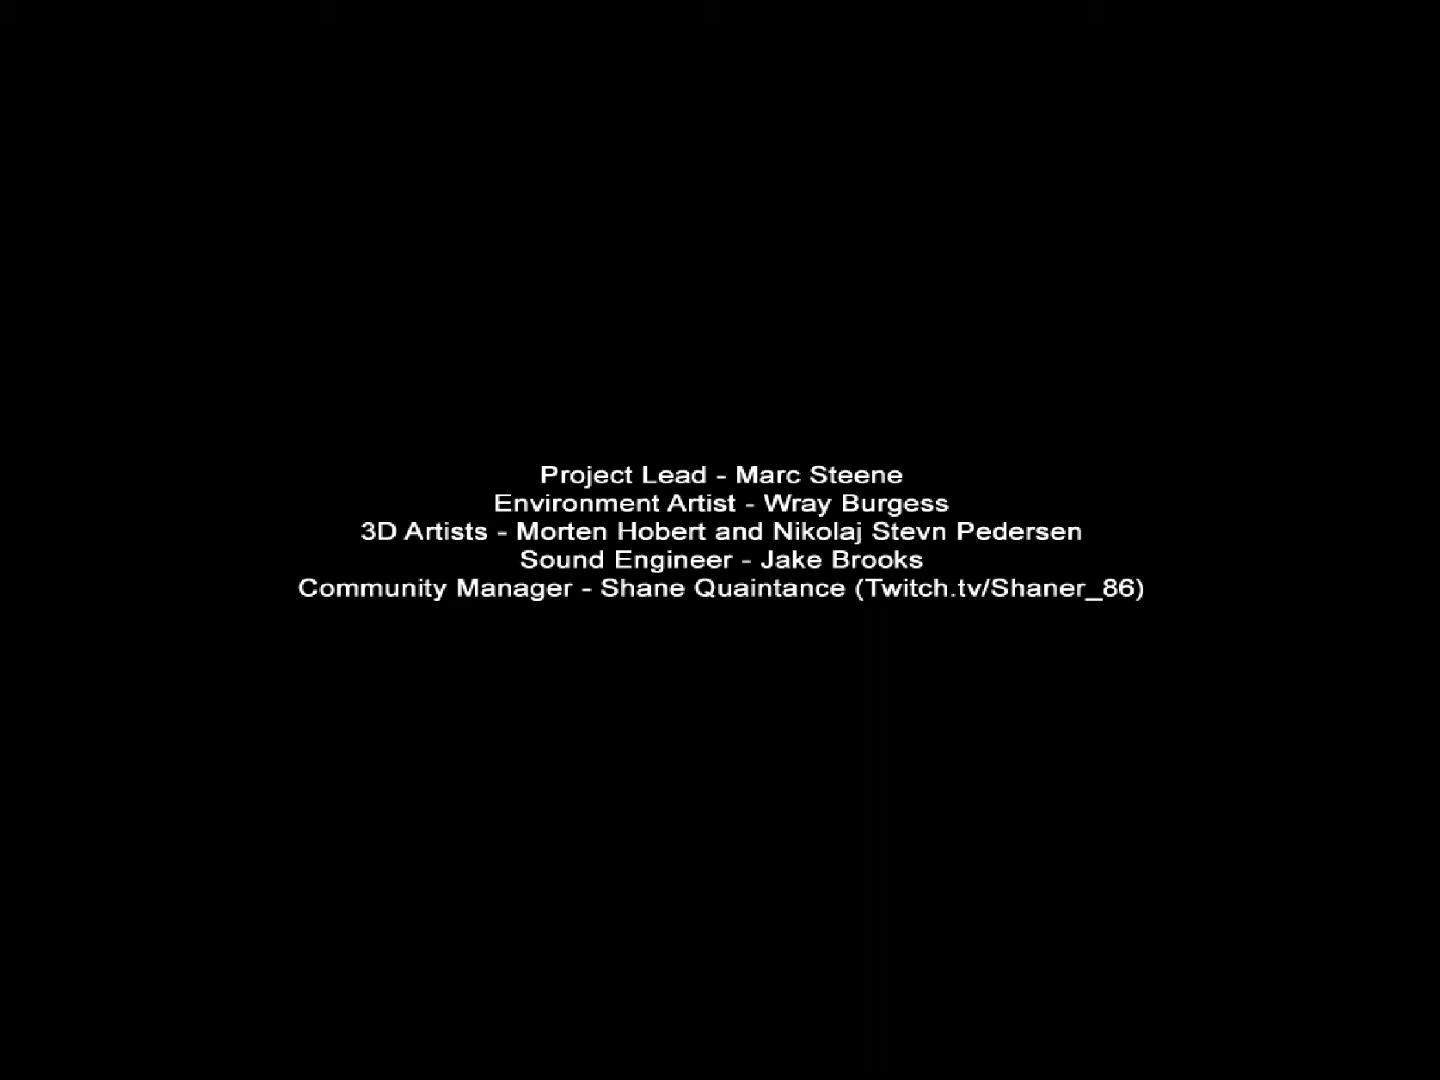 Project Lead - Marc Steene
Environment Artist - Wray Burgess
3D Artists - Morten Hobert and Nikolaj Stevn Pedersen
Sound Engineer - Jake Brooks
Community Manager - Shane Quaintance (Twitch.tv/Shaner_86)